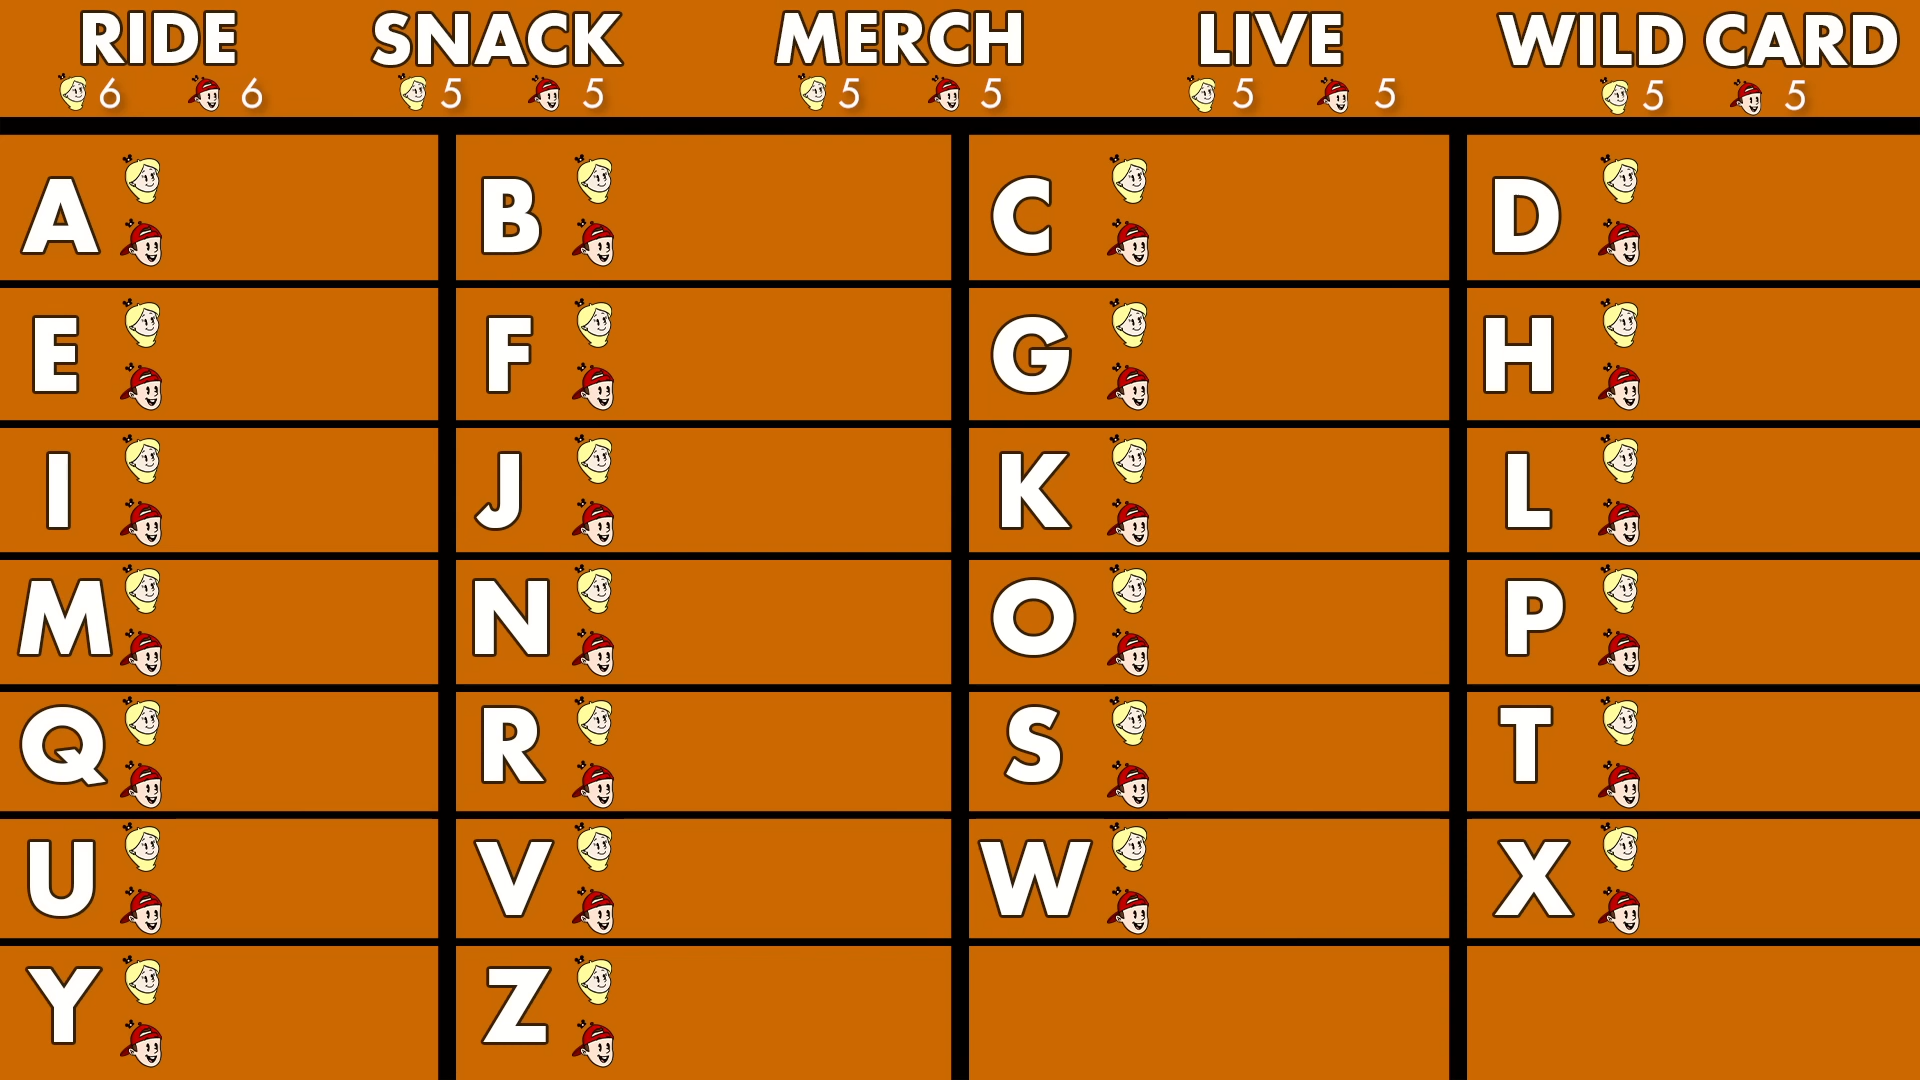 RIDE SNACK MERCH LIVE WILD CARD
6 6 5 5 5 5 5 5 5 5
A B C D
E F G H
I J K L
M N O P
Q R S T
U V W X
Y Z